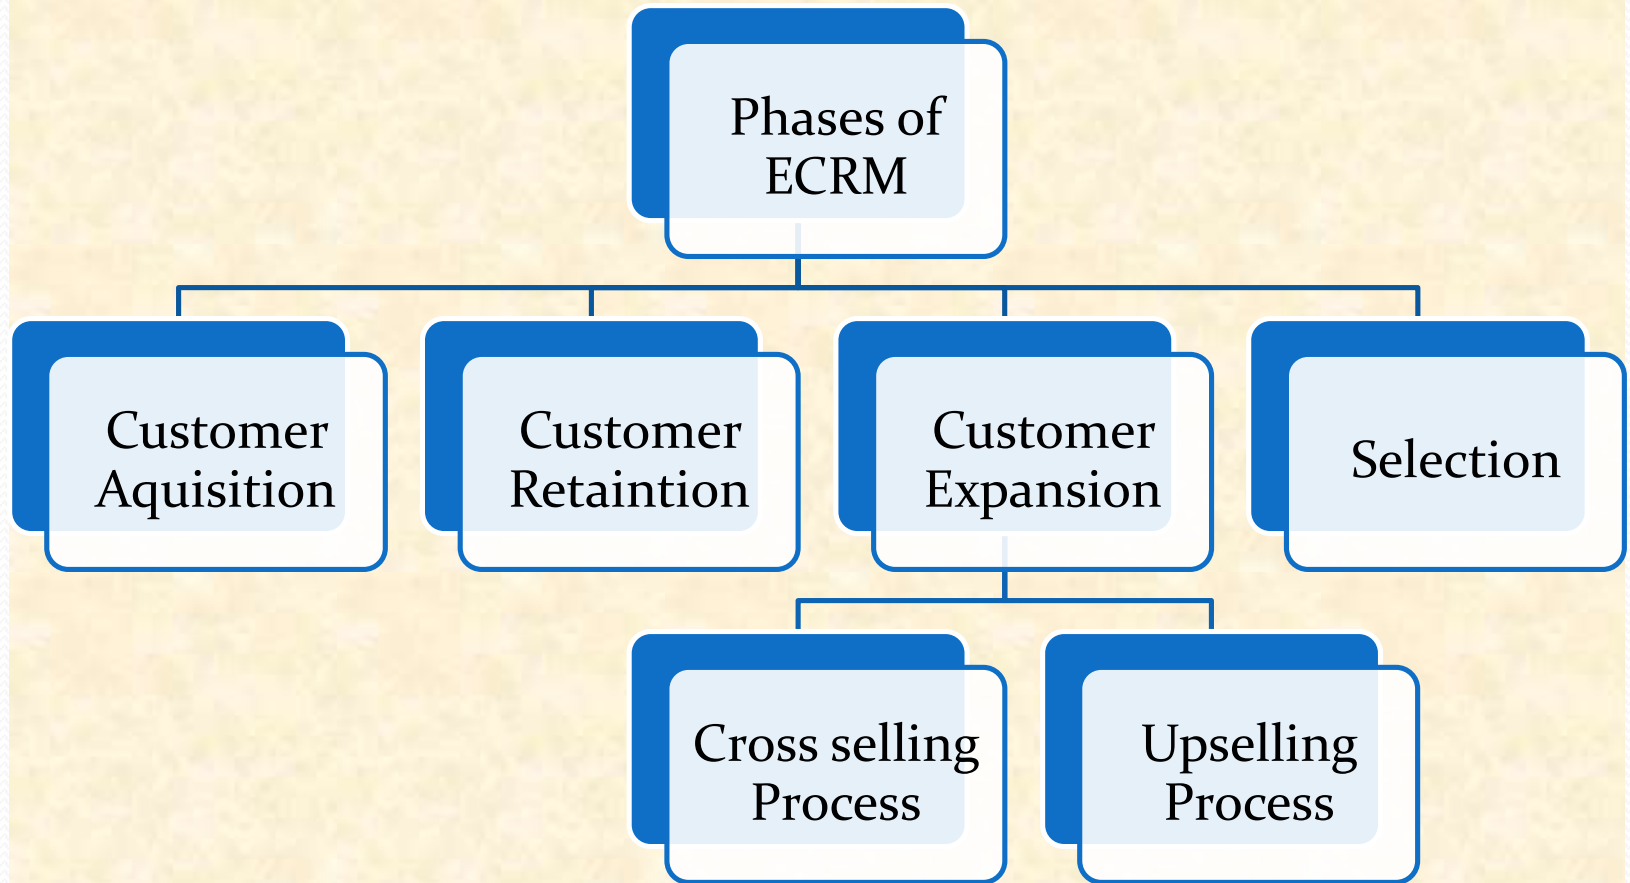 Phases of
ECRM
Customer
Aquisition
Customer
Retaintion
Customer
Expansion
Selection
Cross selling
Process
Upselling
Process